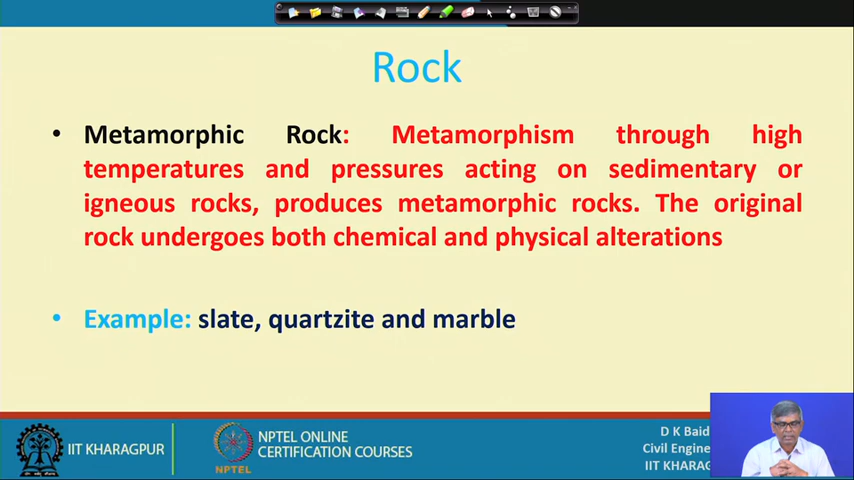 Rock
• Metamorphic Rock: Metamorphism through high
temperatures and pressures acting on sedimentary or
igneous rocks, produces metamorphic rocks. The original
rock undergoes both chemical and physical alterations
• Example: slate, quartzite and marble
IIT KHARAGPUR
NPTEL
NPTEL ONLINE
CERTIFICATION COURSES
D K Baid
Civil Engine
IIT KHARAG